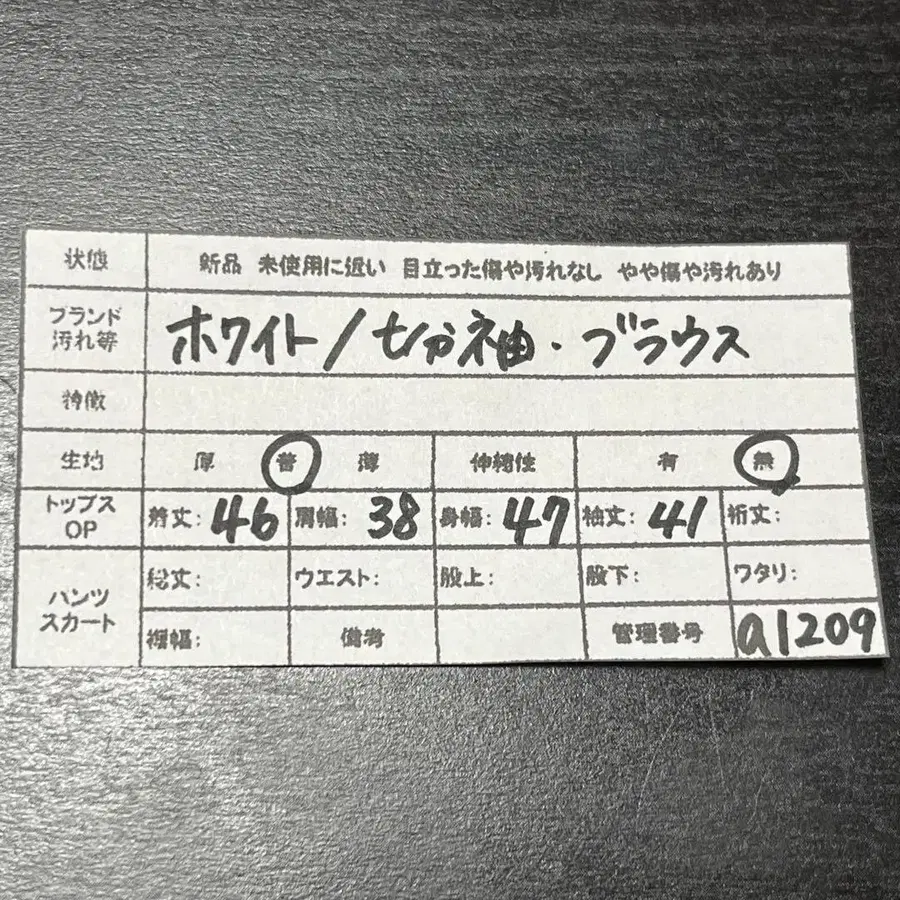 状態 新品 未使用に近い 目立った傷や汚れなし やや傷や汚れあり
ブランド
汚れ等
ホワイト/七分袖・ブラウス
特徴
生地 厚 普 薄 伸縮性 有 無
トップス
OP
着丈: 46 肩幅: 38 身幅: 47 袖丈: 41 裄丈:
パンツ
スカート
総丈: ウエスト: 股上: 股下: ワタリ:
裾幅: 備考 管理番号 a1209